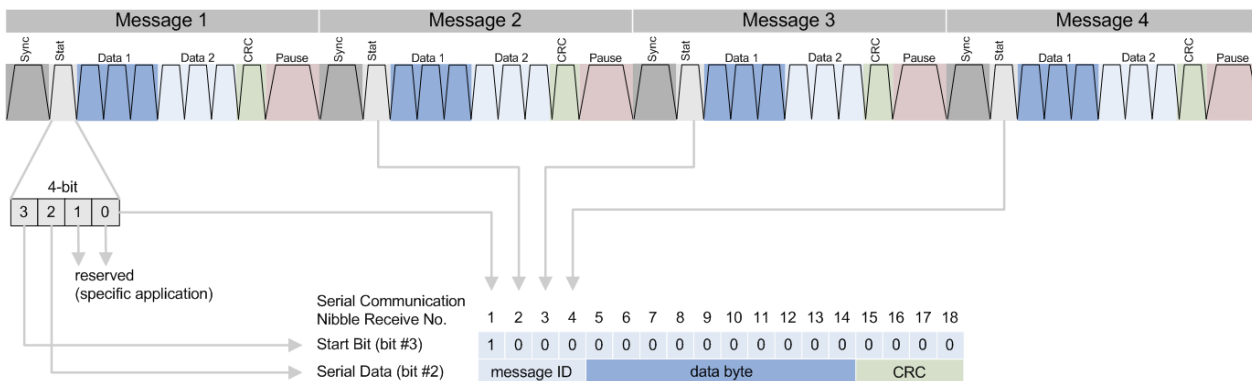 Message 1 Message 2 Message 3 Message 4
Sync Stat Data 1 Data 2 CRC Pause Sync Stat Data 1 Data 2 CRC Pause Sync Stat Data 1 Data 2 CRC Pause Sync Stat Data 1 Data 2 CRC Pause
4-bit
3 2 1 0
reserved
(specific application)
Serial Communication
Nibble Receive No. 1 2 3 4 5 6 7 8 9 10 11 12 13 14 15 16 17 18
Start Bit (bit #3) 1 0 0 0 0 0 0 0 0 0 0 0 0 0 0 0 0 0
Serial Data (bit #2) message ID data byte CRC